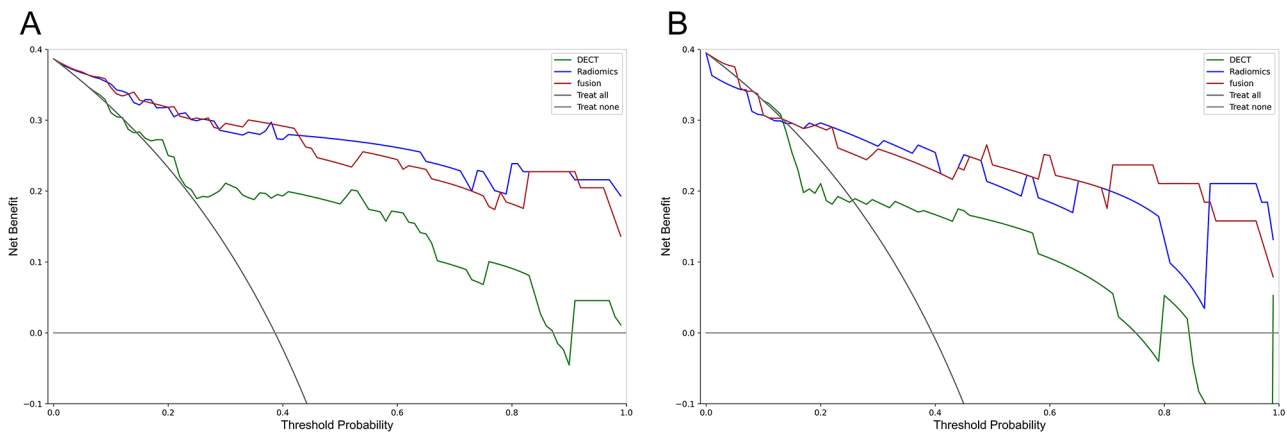 A
0.4
0.3
0.2
0.1
0.0
−0.1
Net Benefit
DECT
Radiomics
fusion
Treat all
Treat none
0.0 0.2 0.4 0.6 0.8 1.0
Threshold Probability
B
0.4
0.3
0.2
0.1
0.0
−0.1
Net Benefit
DECT
Radiomics
fusion
Treat all
Treat none
0.0 0.2 0.4 0.6 0.8 1.0
Threshold Probability